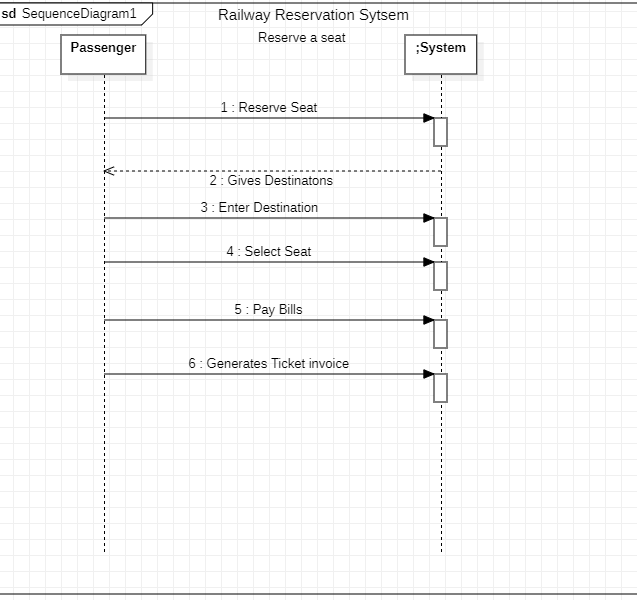 sd SequenceDiagram1
Railway Reservation Sytsem
Reserve a seat
Passenger
;System
1 : Reserve Seat
2 : Gives Destinatons
3 : Enter Destination
4 : Select Seat
5 : Pay Bills
6 : Generates Ticket invoice